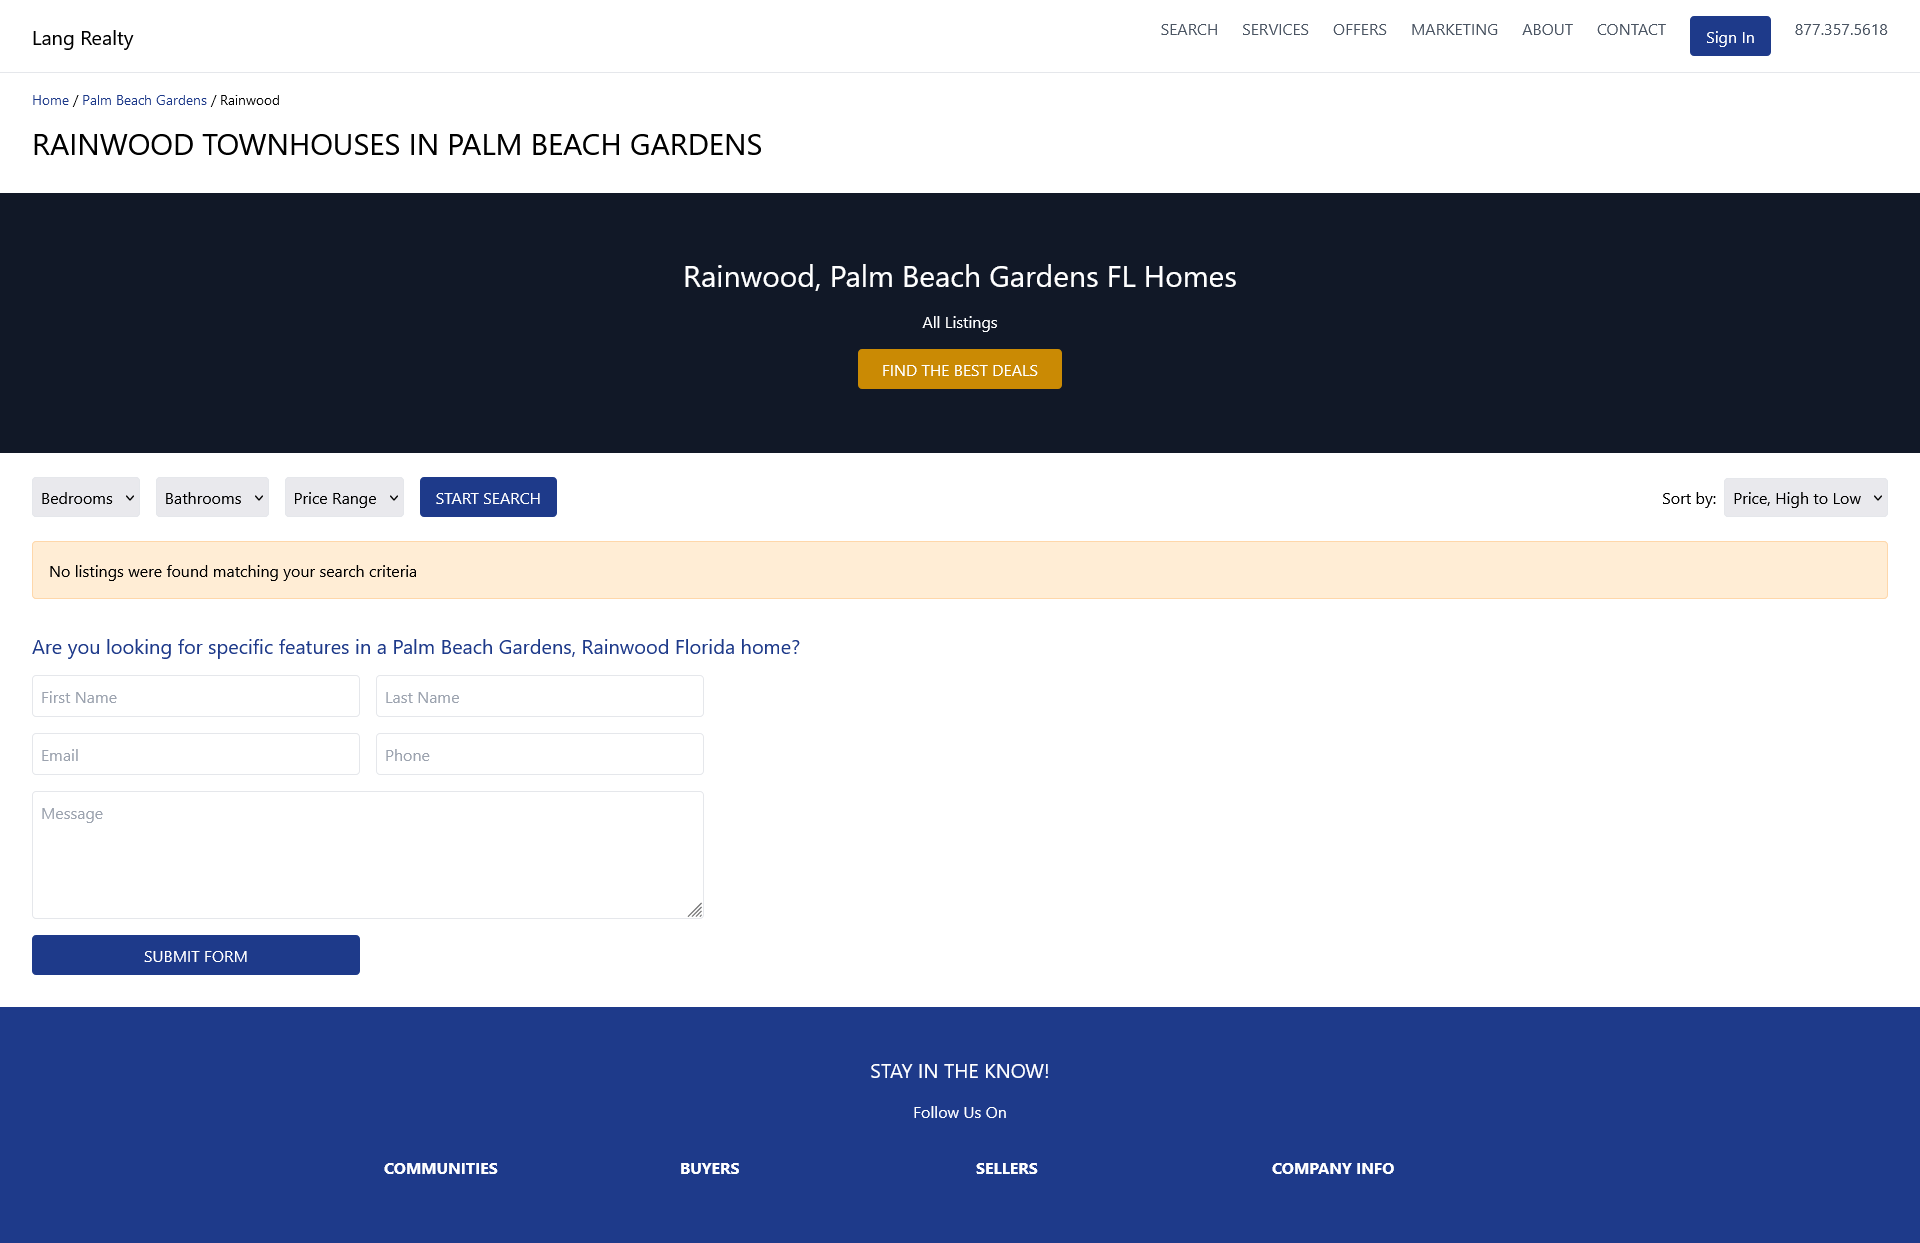 Lang Realty
SEARCH SERVICES OFFERS MARKETING ABOUT CONTACT Sign In 877.357.5618
Home / Palm Beach Gardens / Rainwood
RAINWOOD TOWNHOUSES IN PALM BEACH GARDENS
Rainwood, Palm Beach Gardens FL Homes
All Listings
FIND THE BEST DEALS
Bedrooms Bathrooms Price Range START SEARCH Sort by: Price, High to Low
No listings were found matching your search criteria
Are you looking for specific features in a Palm Beach Gardens, Rainwood Florida home?
First Name Last Name
Email Phone
Message
SUBMIT FORM
STAY IN THE KNOW!
Follow Us On
COMMUNITIES BUYERS SELLERS COMPANY INFO